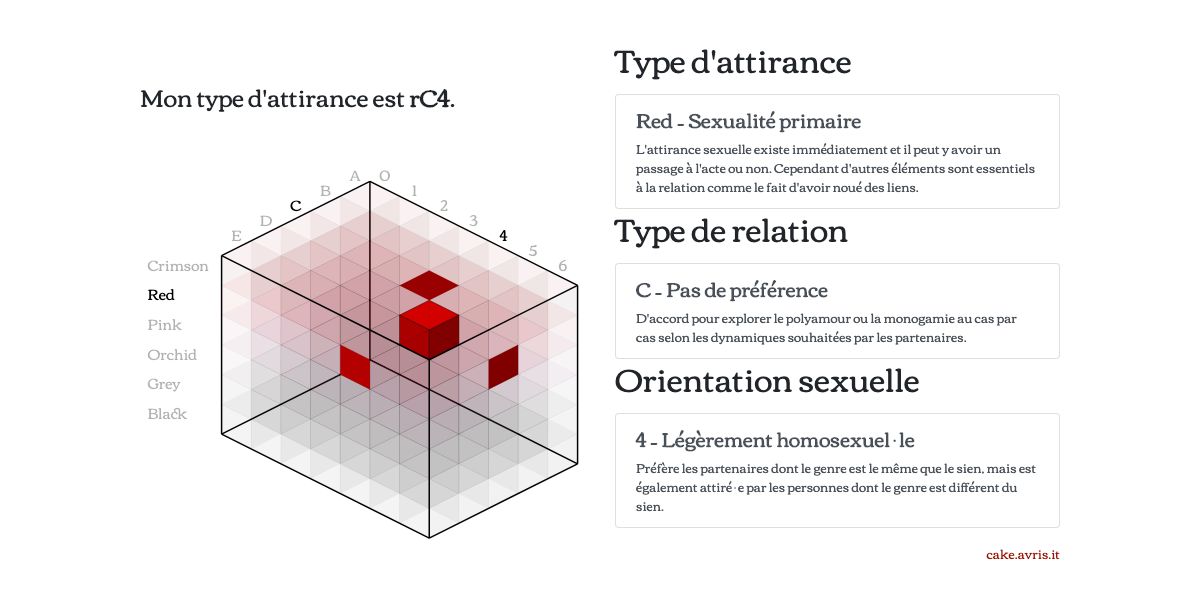 Mon type d'attirance est rC4.
A O
B 1
C 2
D 3
E 4
5
6
Crimson
Red
Pink
Orchid
Grey
Black
Type d'attirance
Red - Sexualité primaire
L'attirance sexuelle existe immédiatement et il peut y avoir un
passage à l'acte ou non. Cependant d'autres éléments sont essentiels
à la relation comme le fait d'avoir noué des liens.
Type de relation
C - Pas de préférence
D'accord pour explorer le polyamour ou la monogamie au cas par
cas selon les dynamiques souhaitées par les partenaires.
Orientation sexuelle
4 - Légèrement homosexuel·le
Préfère les partenaires dont le genre est le même que le sien, mais est
également attiré·e par les personnes dont le genre est différent du
sien.
cake.avris.it